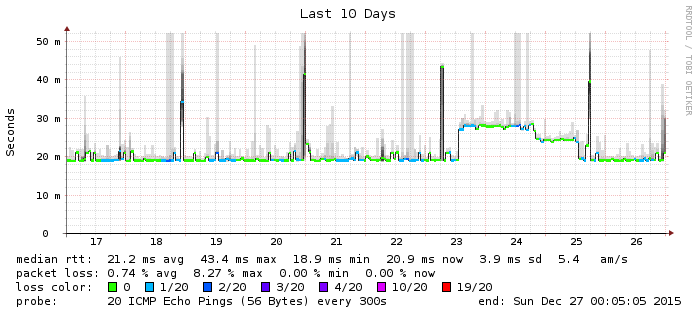 Last 10 Days
RRDTOOL / TOBI OETIKER
Seconds
50 m
40 m
30 m
20 m
10 m
0
17 18 19 20 21 22 23 24 25 26
median rtt: 21.2 ms avg 43.4 ms max 18.9 ms min 20.9 ms now 3.9 ms sd 5.4 am/s
packet loss: 0.74 % avg 8.27 % max 0.00 % min 0.00 % now
loss color: 0 1/20 2/20 3/20 4/20 10/20 19/20
probe: 20 ICMP Echo Pings (56 Bytes) every 300s end: Sun Dec 27 00:05:05 2015